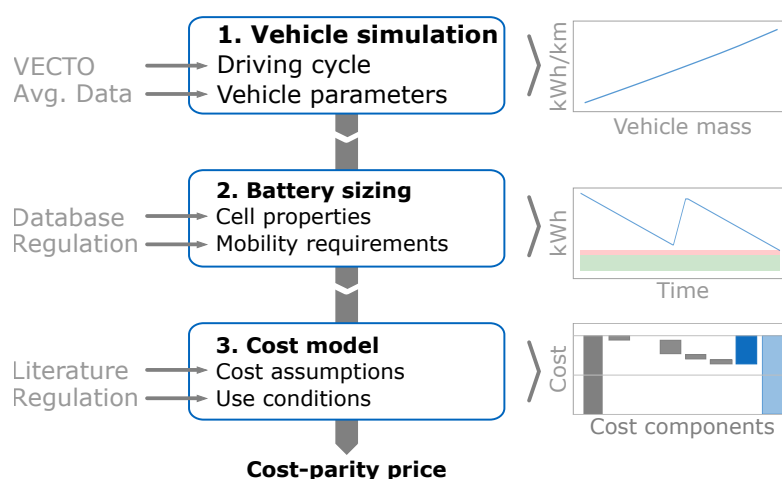 1. Vehicle simulation
VECTO
Driving cycle
Avg. Data
Vehicle parameters
kWh/km
Vehicle mass
2. Battery sizing
Database
Cell properties
Regulation
Mobility requirements
kWh
Time
3. Cost model
Literature
Cost assumptions
Regulation
Use conditions
Cost
Cost components
Cost-parity price